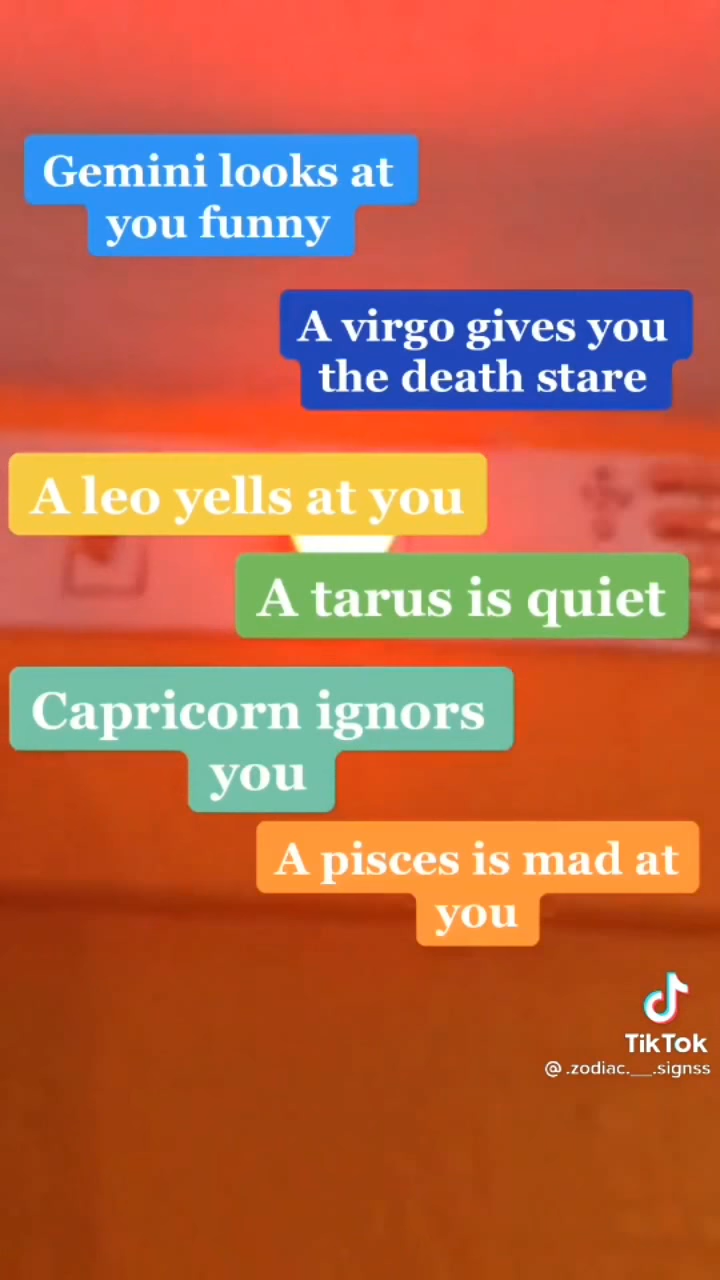 Gemini looks at
you funny
A virgo gives you
the death stare
A leo yells at you
A tarus is quiet
Capricorn ignors
you
A pisces is mad at
you
TikTok
@.zodiac.__.signss